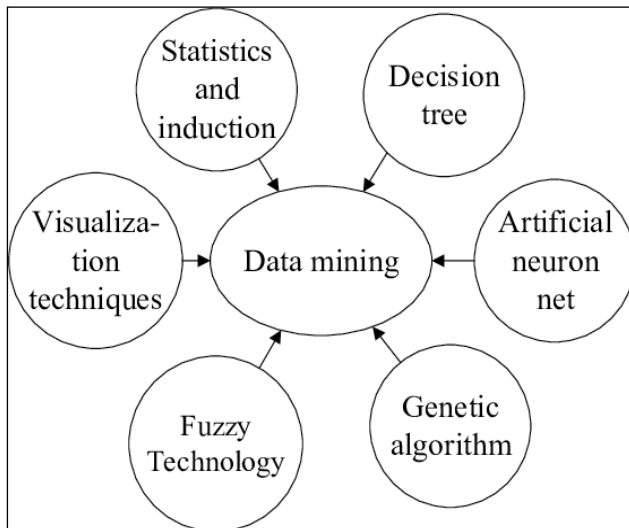 Statistics
and
induction
Decision
tree
Visualiza-
tion
techniques
Data mining
Artificial
neuron
net
Fuzzy
Technology
Genetic
algorithm